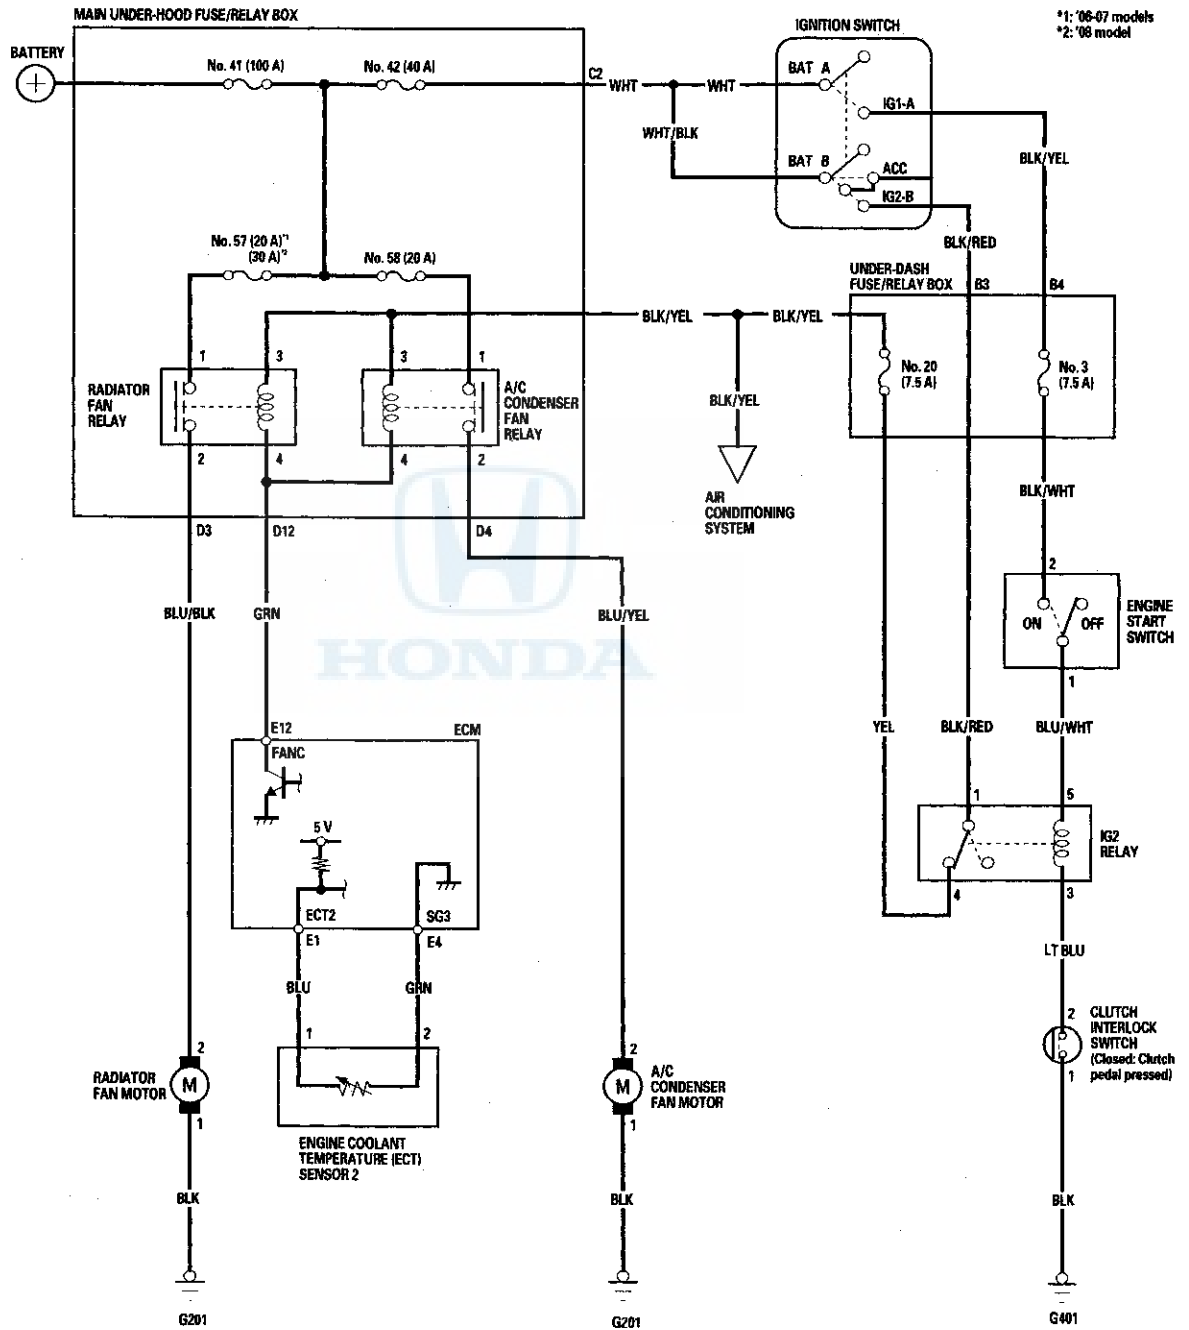 MAIN UNDER-HOOD FUSE/RELAY BOX
*1: '06-07 models
*2: '08 model
IGNITION SWITCH
BATTERY
No. 41 (100 A)
No. 42 (40 A)
C2
WHT
WHT
BAT A
IG1-A
WHT/BLK
BLK/YEL
BAT B
ACC
IG2-B
BLK/RED
No. 57 (20 A)*1
(30 A)*2
No. 58 (20 A)
UNDER-DASH
FUSE/RELAY BOX
B3
B4
BLK/YEL
BLK/YEL
1
3
3
1
No. 20
(7.5 A)
No. 3
(7.5 A)
RADIATOR
FAN
RELAY
A/C
CONDENSER
FAN
RELAY
BLK/YEL
2
4
4
2
AIR
CONDITIONING
SYSTEM
BLK/WHT
D3
D12
D4
2
BLU/BLK
GRN
BLU/YEL
ON
OFF
ENGINE
START
SWITCH
HONDA
1
E12
ECM
FANC
YEL
BLK/RED
BLU/WHT
1
5
5 V
IG2
RELAY
4
3
ECT2
SG3
E1
E4
LT BLU
BLU
GRN
2
CLUTCH
INTERLOCK
SWITCH
(Closed: Clutch
pedal pressed)
1
1
2
2
RADIATOR
FAN MOTOR
M
1
2
M
A/C
CONDENSER
FAN MOTOR
1
ENGINE COOLANT
TEMPERATURE (ECT)
SENSOR 2
BLK
BLK
BLK
G201
G201
G401